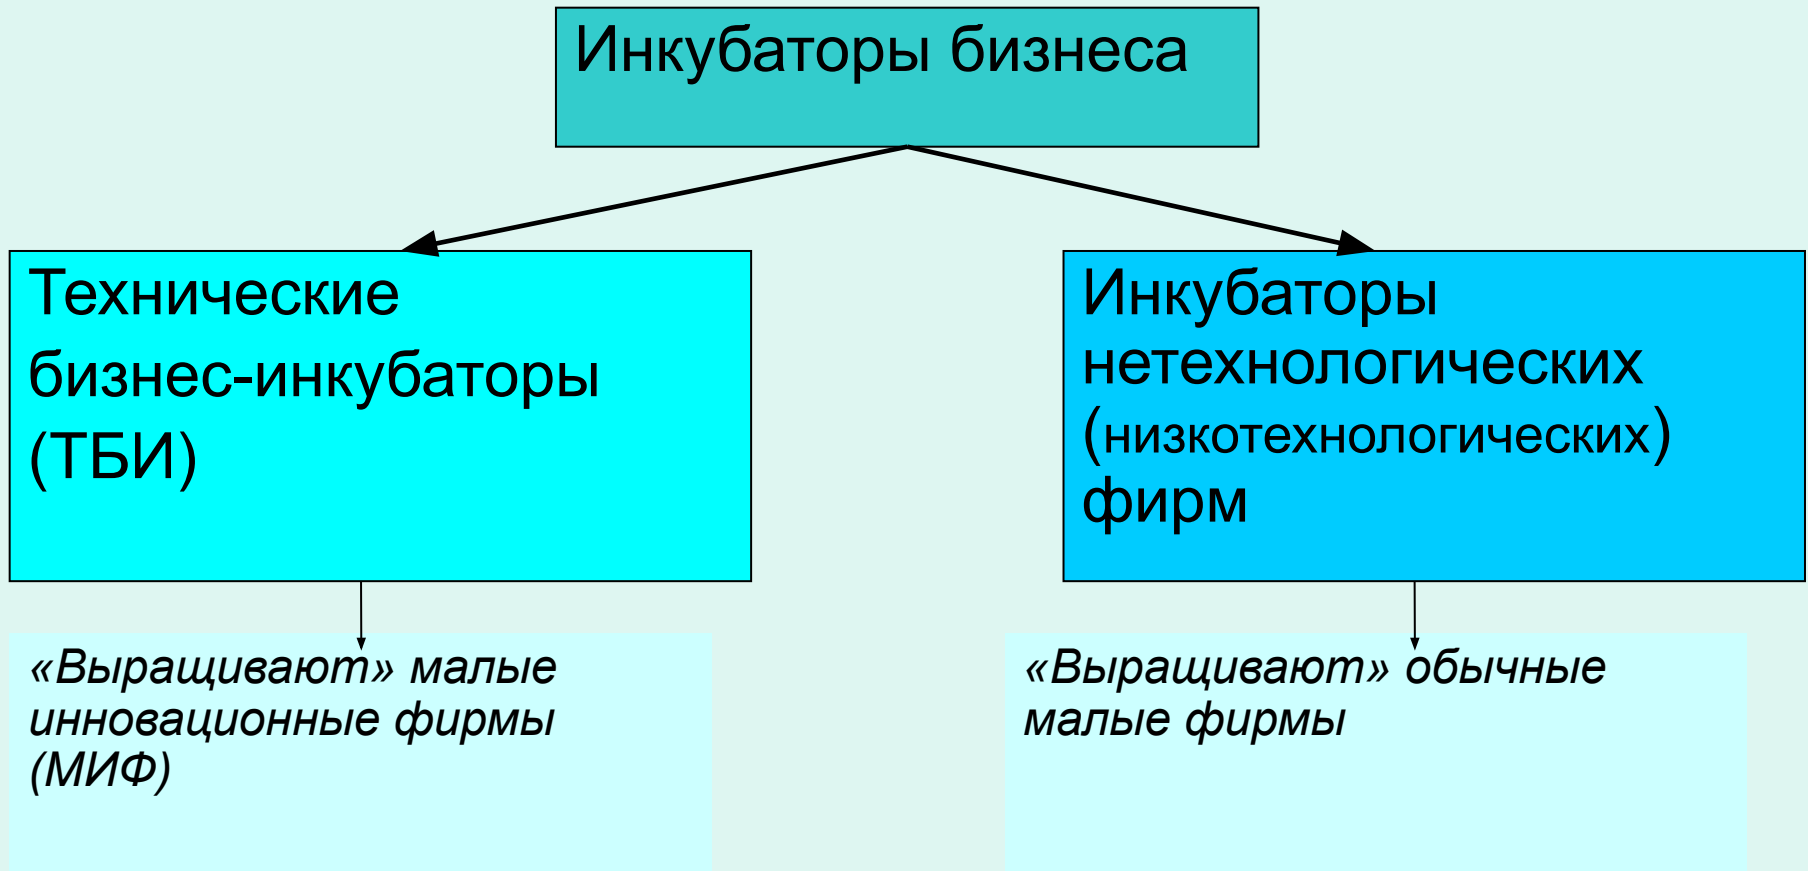 Инкубаторы бизнеса
Технические
бизнес-инкубаторы
(ТБИ)
Инкубаторы
нетехнологических
(низкотехнологических)
фирм
«Выращивают» малые
инновационные фирмы
(МИФ)
«Выращивают» обычные
малые фирмы